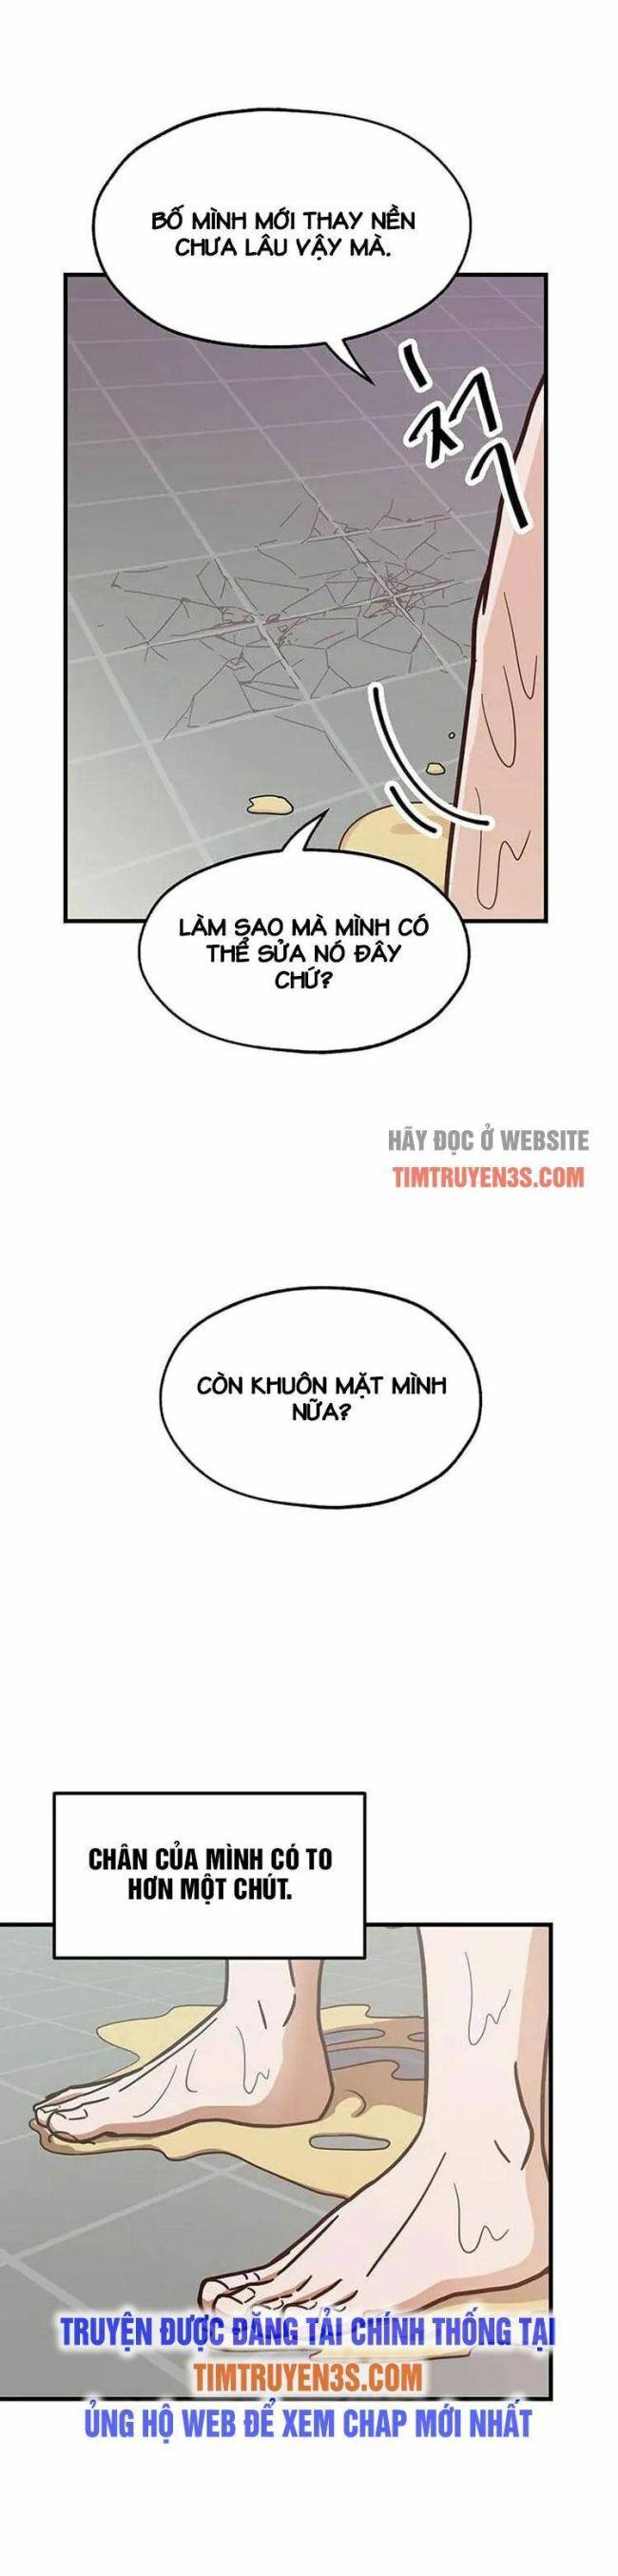 BỐ MÌNH MỚI THAY NỀN
CHƯA LÂU VẬY MÀ.
LÀM SAO MÀ MÌNH CÓ
THỂ SỬA NÓ ĐÂY
CHỨ?
HÃY ĐỌC Ở WEBSITE
TIMTRUYEN3S.COM
CÒN KHUÔN MẶT MÌNH
NỮA?
CHÂN CỦA MÌNH CÓ TO
HƠN MỘT CHÚT.
TRUYỆN ĐƯỢC ĐĂNG TẢI CHÍNH THỐNG TẠI
TIMTRUYEN3S.COM
ỦNG HỘ WEB ĐỂ XEM CHAP MỚI NHẤT